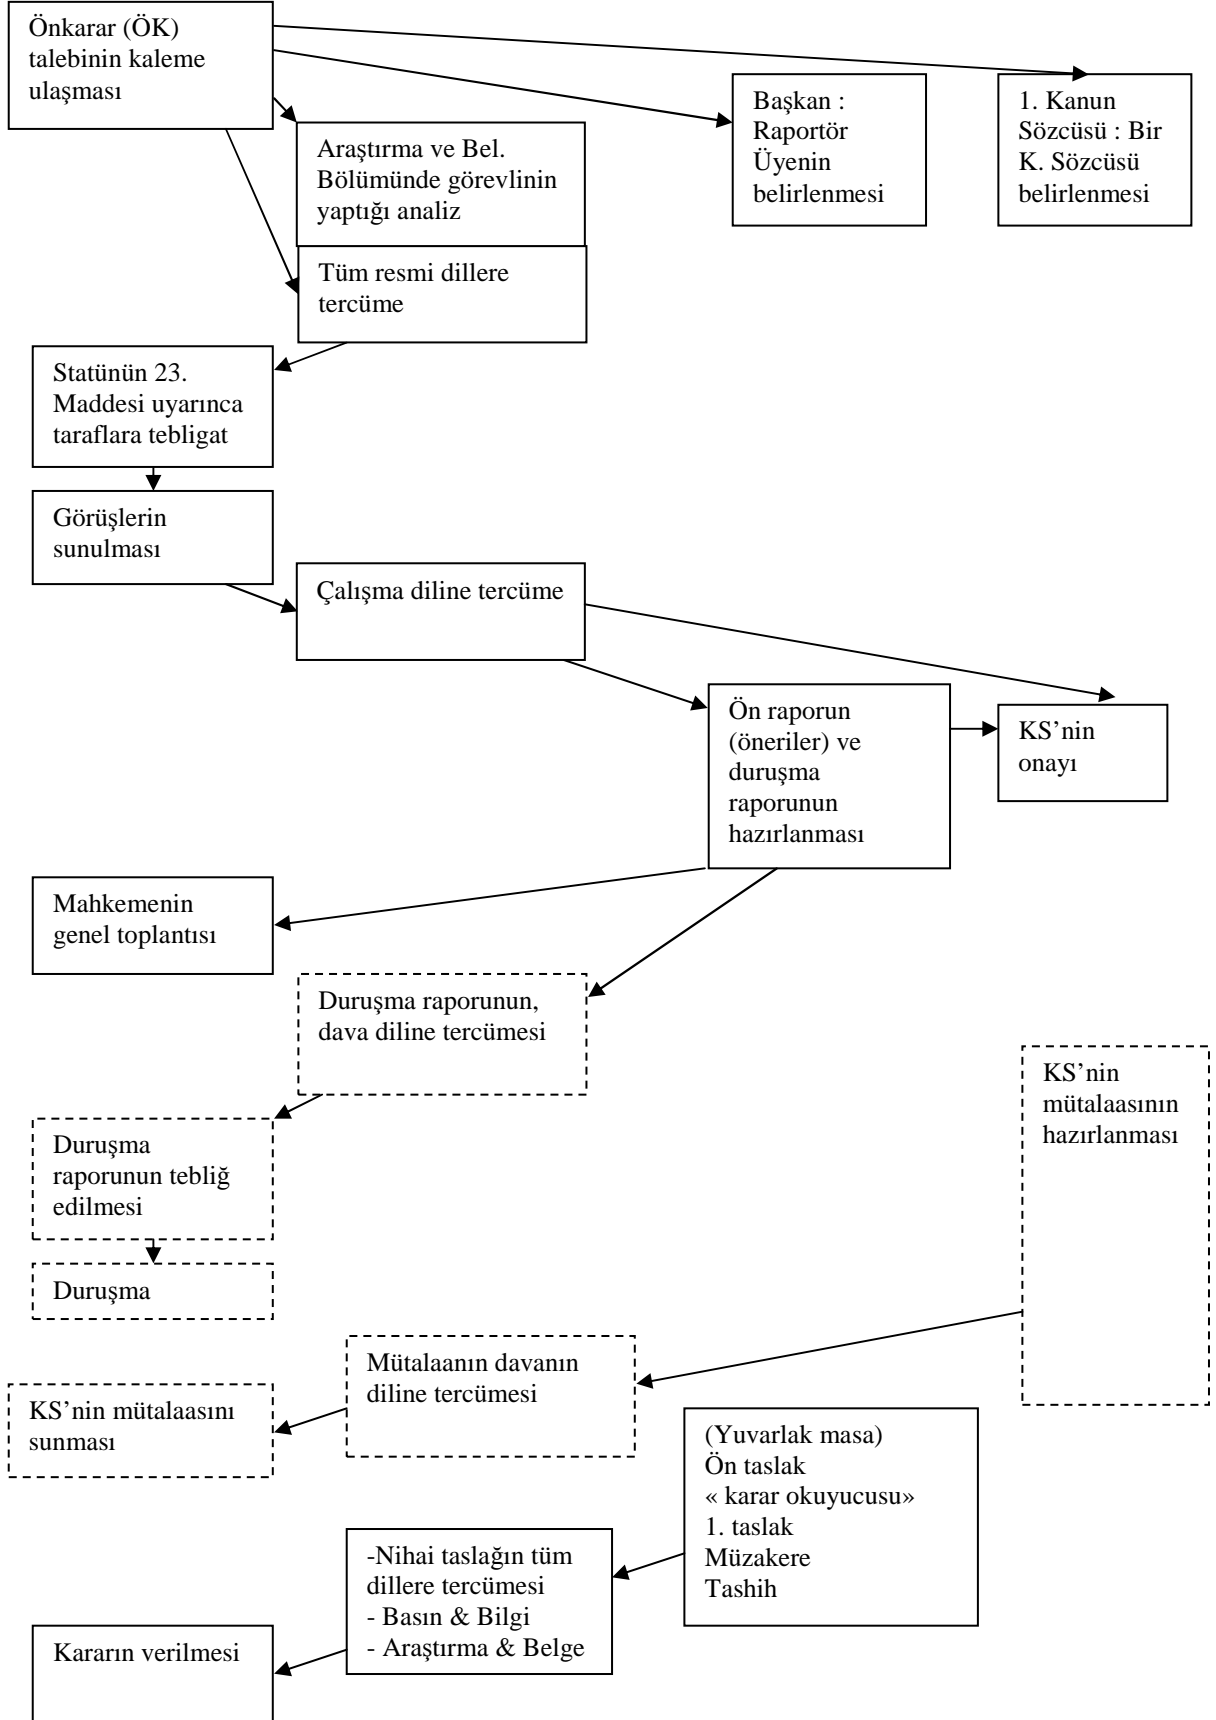 Önkarar (ÖK)
talebinin kaleme
ulaşması
Başkan :
Raportör
Üyenin
belirlenmesi
1. Kanun
Sözcüsü : Bir
K. Sözcüsü
belirlenmesi
Araştırma ve Bel.
Bölümünde görevlinin
yaptığı analiz
Tüm resmi dillere
tercüme
Statünün 23.
Maddesi uyarınca
taraflara tebligat
Görüşlerin
sunulması
Çalışma diline tercüme
Ön raporun
(öneriler) ve
duruşma
raporunun
hazırlanması
KS’nin
onayı
Mahkemenin
genel toplantısı
Duruşma raporunun,
dava diline tercümesi
KS’nin
mütalaasının
hazırlanması
Duruşma
raporunun tebliğ
edilmesi
Duruşma
Mütalaanın davanın
diline tercümesi
KS’nin mütalaasını
sunması
(Yuvarlak masa)
Ön taslak
« karar okuyucusu»
1. taslak
Müzakere
Tashih
-Nihai taslağın tüm
dillere tercümesi
- Basın & Bilgi
- Araştırma & Belge
Kararın verilmesi